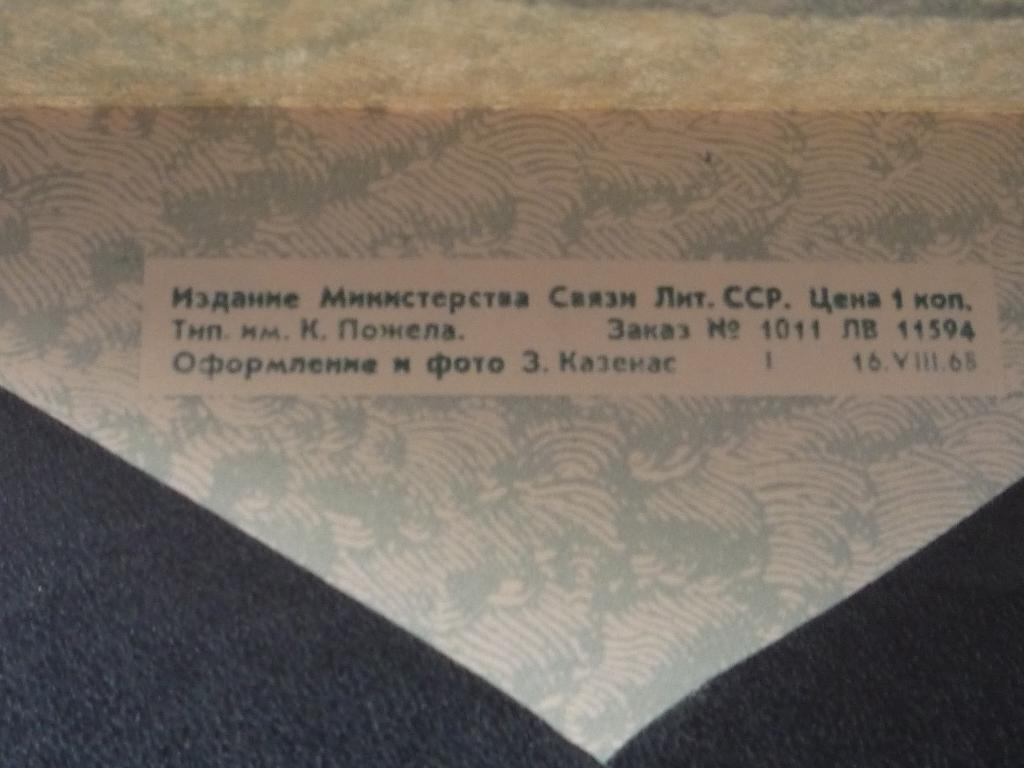 Издание Министерства Связи Лит. ССР. Цена 1 коп.
Тип. им. К. Пожела. Заказ № 1011 ЛВ 11594
Оформление и фото З. Казенас I 16.VIII.68